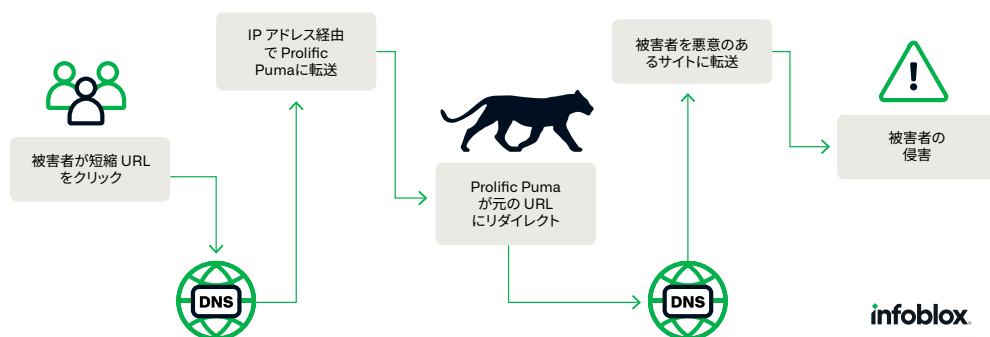 被害者が短縮 URL
をクリック
DNS
IP アドレス経由
で Prolific
Pumaに転送
Prolific Puma
が元の URL
にリダイレクト
DNS
被害者を悪意のあ
るサイトに転送
被害者の
侵害
infoblox.